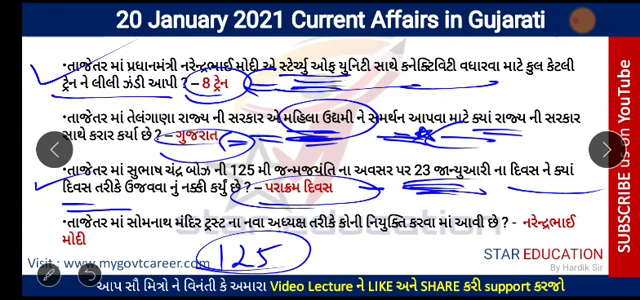 20 January 2021 Current Affairs in Gujarati
•તાજેતર માં પ્રધાનમંત્રી નરેન્દ્રભાઈ મોદી એ સ્ટેચ્યુ ઓફ યુનિટી સાથે કનેક્ટિવિટી વધારવા માટે કુલ કેટલી
ટ્રેન ને લીલી ઝંડી આપી ? – 8 ટ્રેન
•તાજેતર માં તેલંગાણા રાજ્ય ની સરકાર એ મહિલા ઉદ્યમી ને સમર્થન આપવા માટે ક્યાં રાજ્ય ની સરકાર
સાથે કરાર કર્યા છે ? – ગુજરાત
•તાજેતર માં સુભાષ ચંદ્ર બોઝ ની 125 મી જન્મજયંતિ ના અવસર પર 23 જાન્યુઆરી ના દિવસ ને ક્યાં
દિવસ તરીકે ઉજવવા નું નક્કી કર્યું છે ? – પરાક્રમ દિવસ
•તાજેતર માં સોમનાથ મંદિર ટ્રસ્ટ ના નવા અધ્યક્ષ તરીકે કોની નિયુક્તિ કરવા માં આવી છે ? - નરેન્દ્રભાઈ
મોદી
125
Visit : www.mygovtcareer.com
STAR EDUCATION
By Hardik Sir
આપ સૌ મિત્રો ને વિનંતી કે અમારા Video Lecture ને LIKE અને SHARE કરી support કરજો
SUBSCRIBE US ON YOU